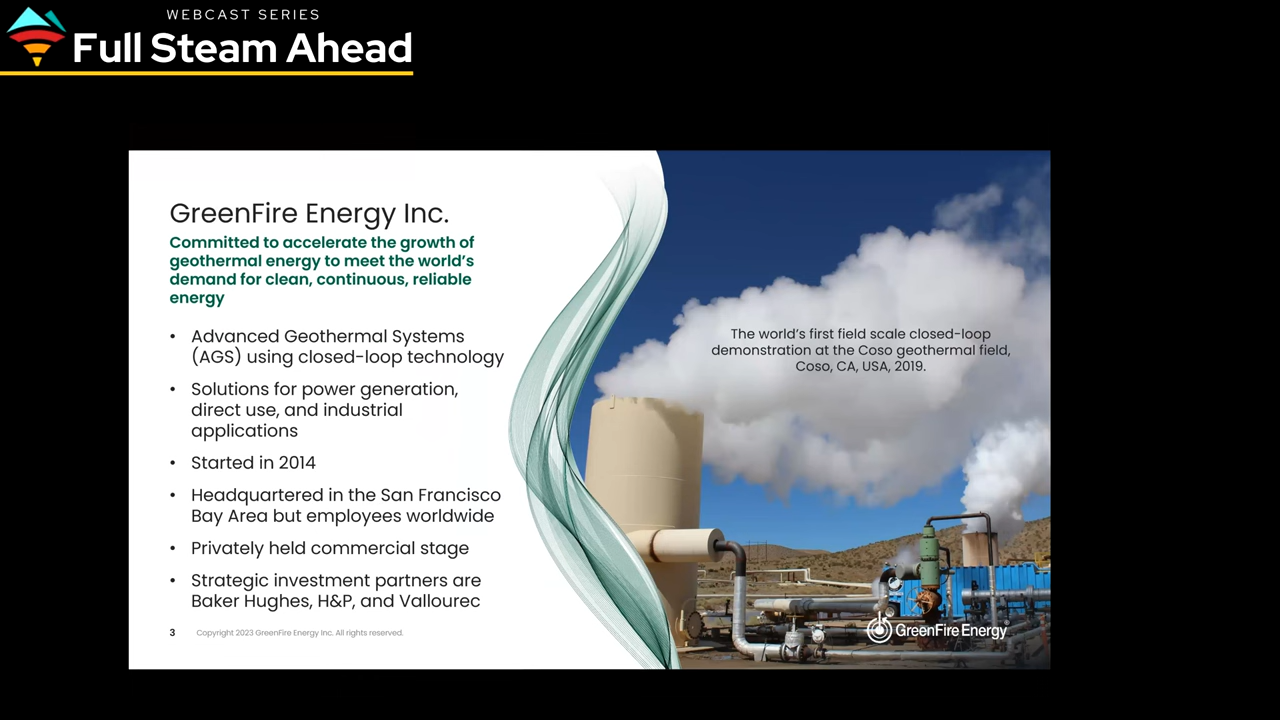 WEBCAST SERIES
Full Steam Ahead
GreenFire Energy Inc.
Committed to accelerate the growth of
geothermal energy to meet the world's
demand for clean, continuous, reliable
energy
• Advanced Geothermal Systems
(AGS) using closed-loop technology
• Solutions for power generation,
direct use, and industrial
applications
• Started in 2014
• Headquartered in the San Francisco
Bay Area but employees worldwide
• Privately held commercial stage
• Strategic investment partners are
Baker Hughes, H&P, and Vallourec
3 Copyright 2023 GreenFire Energy Inc. All rights reserved.
The world's first field scale closed-loop
demonstration at the Coso geothermal field,
Coso, CA, USA, 2019.
GreenFire Energy